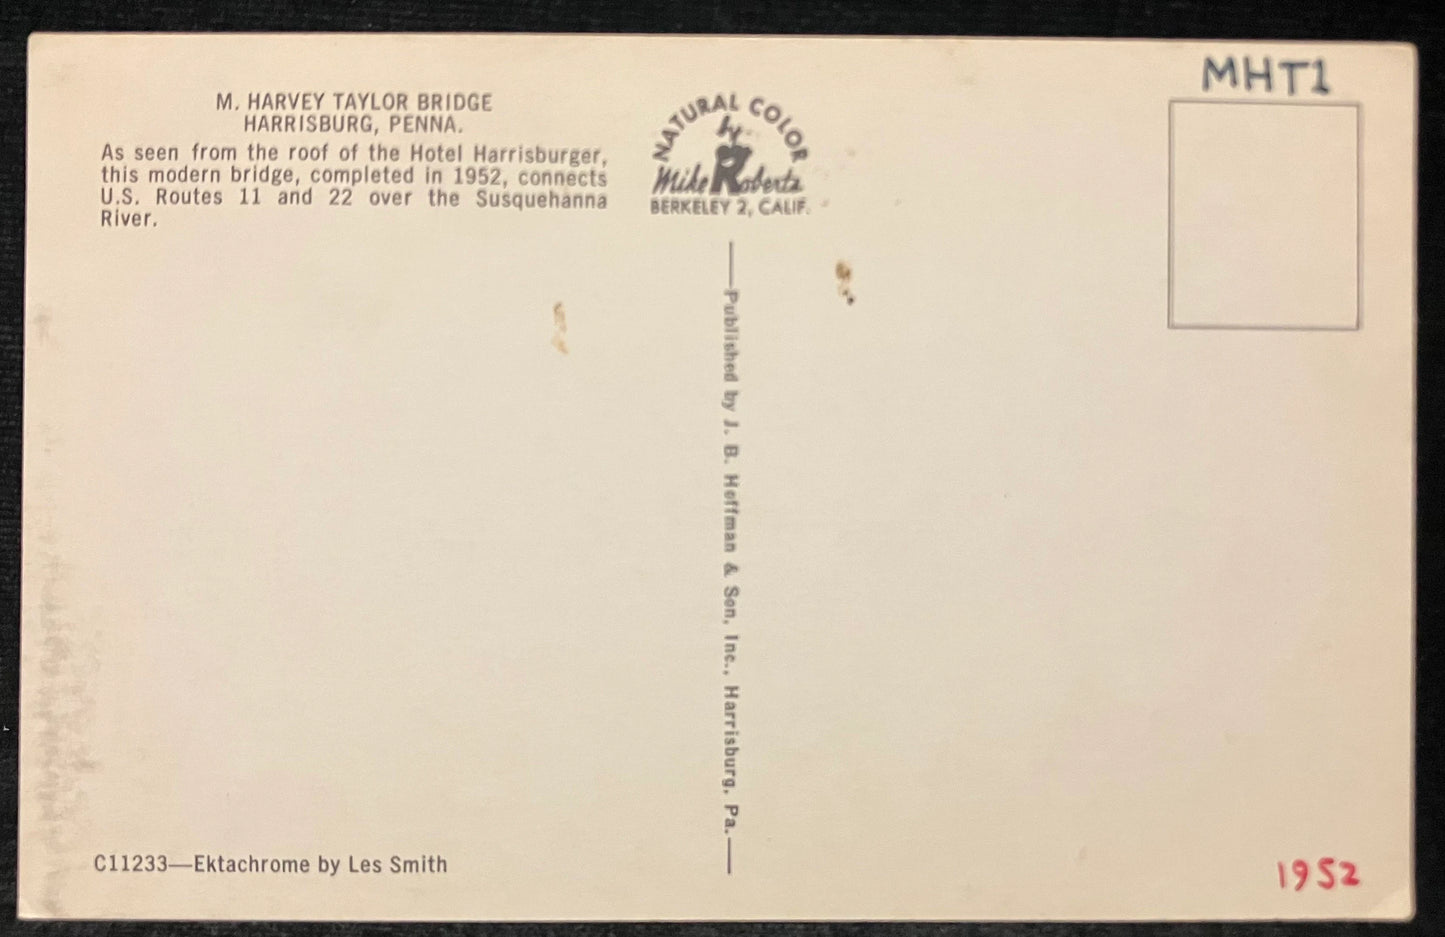 MHT1
M. HARVEY TAYLOR BRIDGE
HARRISBURG, PENNA.
As seen from the roof of the Hotel Harrisburger,
this modern bridge, completed in 1952, connects
U.S. Routes 11 and 22 over the Susquehanna
River.
NATURAL COLOR
by
Mike Roberts
BERKELEY 2, CALIF.
—Published by J. B. Hoffman & Son, Inc., Harrisburg, Pa.—
C11233—Ektachrome by Les Smith
1952